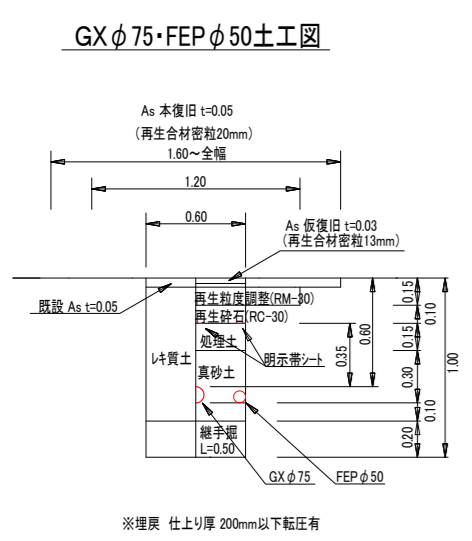 GXφ75・FEPφ50土工図
As 本復旧 t=0.05
（再生合材密粒20mm）
1.60～全幅
1.20
0.60
As 仮復旧 t=0.03
（再生合材密粒13mm）
既設 As t=0.05
再生粒度調整(RM-30)
再生砕石(RC-30)
処理土
明示帯シート
レキ質土
真砂土
継手掘
L=0.50
GXφ75
FEPφ50
0.35
0.60
0.15
0.10
0.15
0.30
0.10
0.20
1.00
※埋戻 仕上り厚 200mm以下転圧有